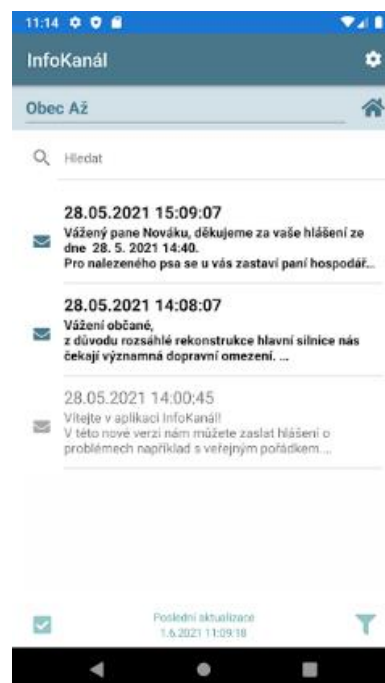 11:14
InfoKanál
Obec Až
Hledat
28.05.2021 15:09:07
Vážený pane Nováku, děkujeme za vaše hlášení ze
dne 28. 5. 2021 14:40.
Pro nalezeného psa se u vás zastaví paní hospodář...
28.05.2021 14:08:07
Vážení občané,
z důvodu rozsáhlé rekonstrukce hlavní silnice nás
čekají významná dopravní omezení. ...
28.05.2021 14:00:45
Vítejte v aplikaci InfoKanál!
V této nové verzi nám můžete zaslat hlášení o
problémech například s veřejným pořádkem....
Poslední aktualizace
1.6.2021 11:09:18